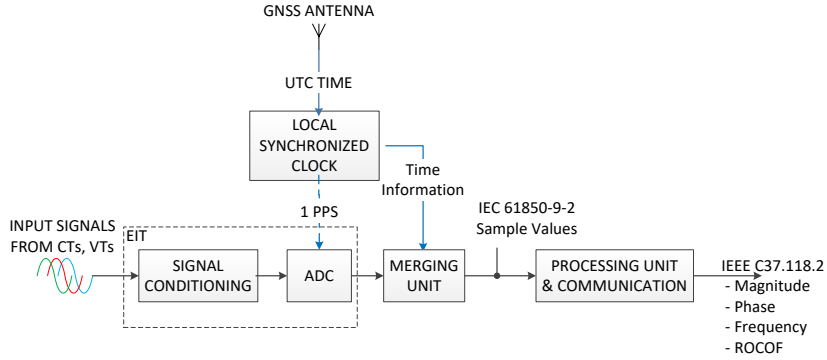 GNSS ANTENNA
UTC TIME
LOCAL
SYNCHRONIZED
CLOCK
Time
Information
1 PPS
IEC 61850-9-2
Sample Values
INPUT SIGNALS
FROM CTs, VTs
EIT
SIGNAL
CONDITIONING
ADC
MERGING
UNIT
PROCESSING UNIT
& COMMUNICATION
IEEE C37.118.2
- Magnitude
- Phase
- Frequency
- ROCOF